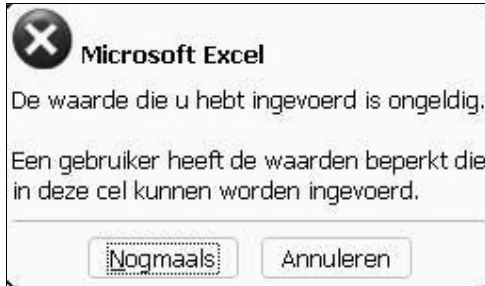 Microsoft Excel
De waarde die u hebt ingevoerd is ongeldig.
Een gebruiker heeft de waarden beperkt die
in deze cel kunnen worden ingevoerd.
Nogmaals
Annuleren